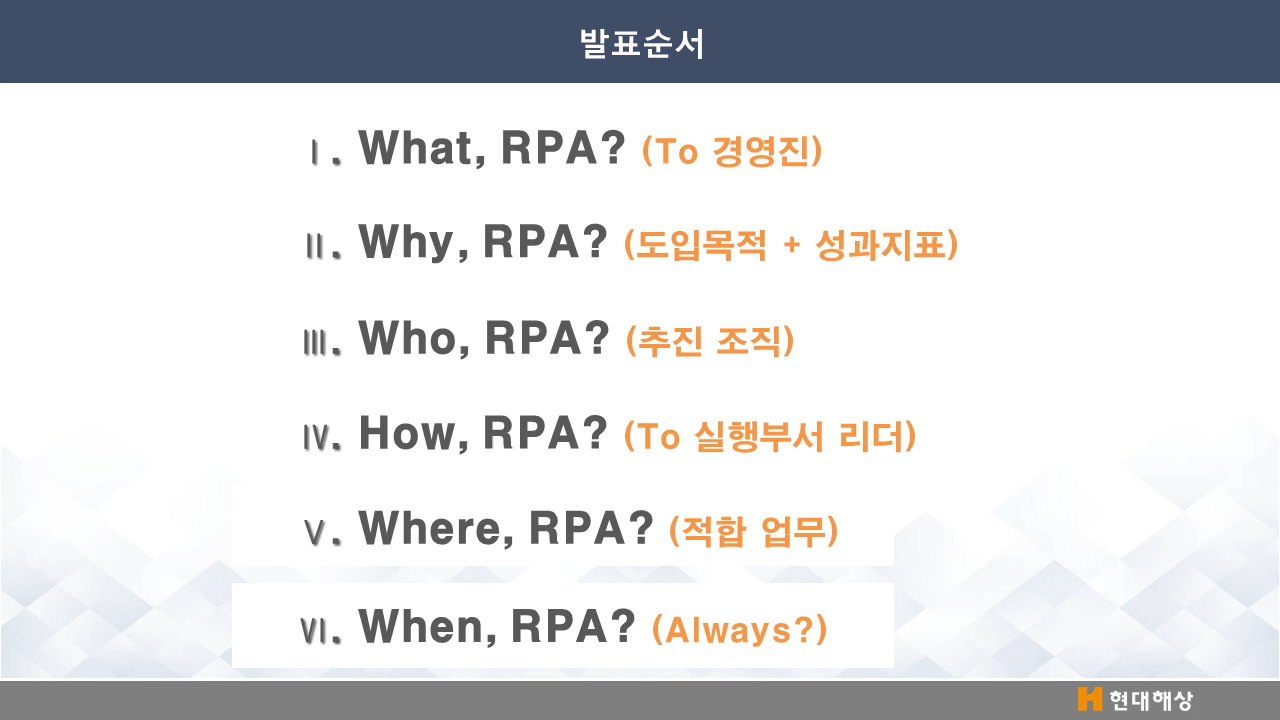 발표순서
Ⅰ. What, RPA? (To 경영진)
Ⅱ. Why, RPA? (도입목적 + 성과지표)
Ⅲ. Who, RPA? (추진 조직)
Ⅳ. How, RPA? (To 실행부서 리더)
Ⅴ. Where, RPA? (적합 업무)
Ⅵ. When, RPA? (Always?)
현대해상